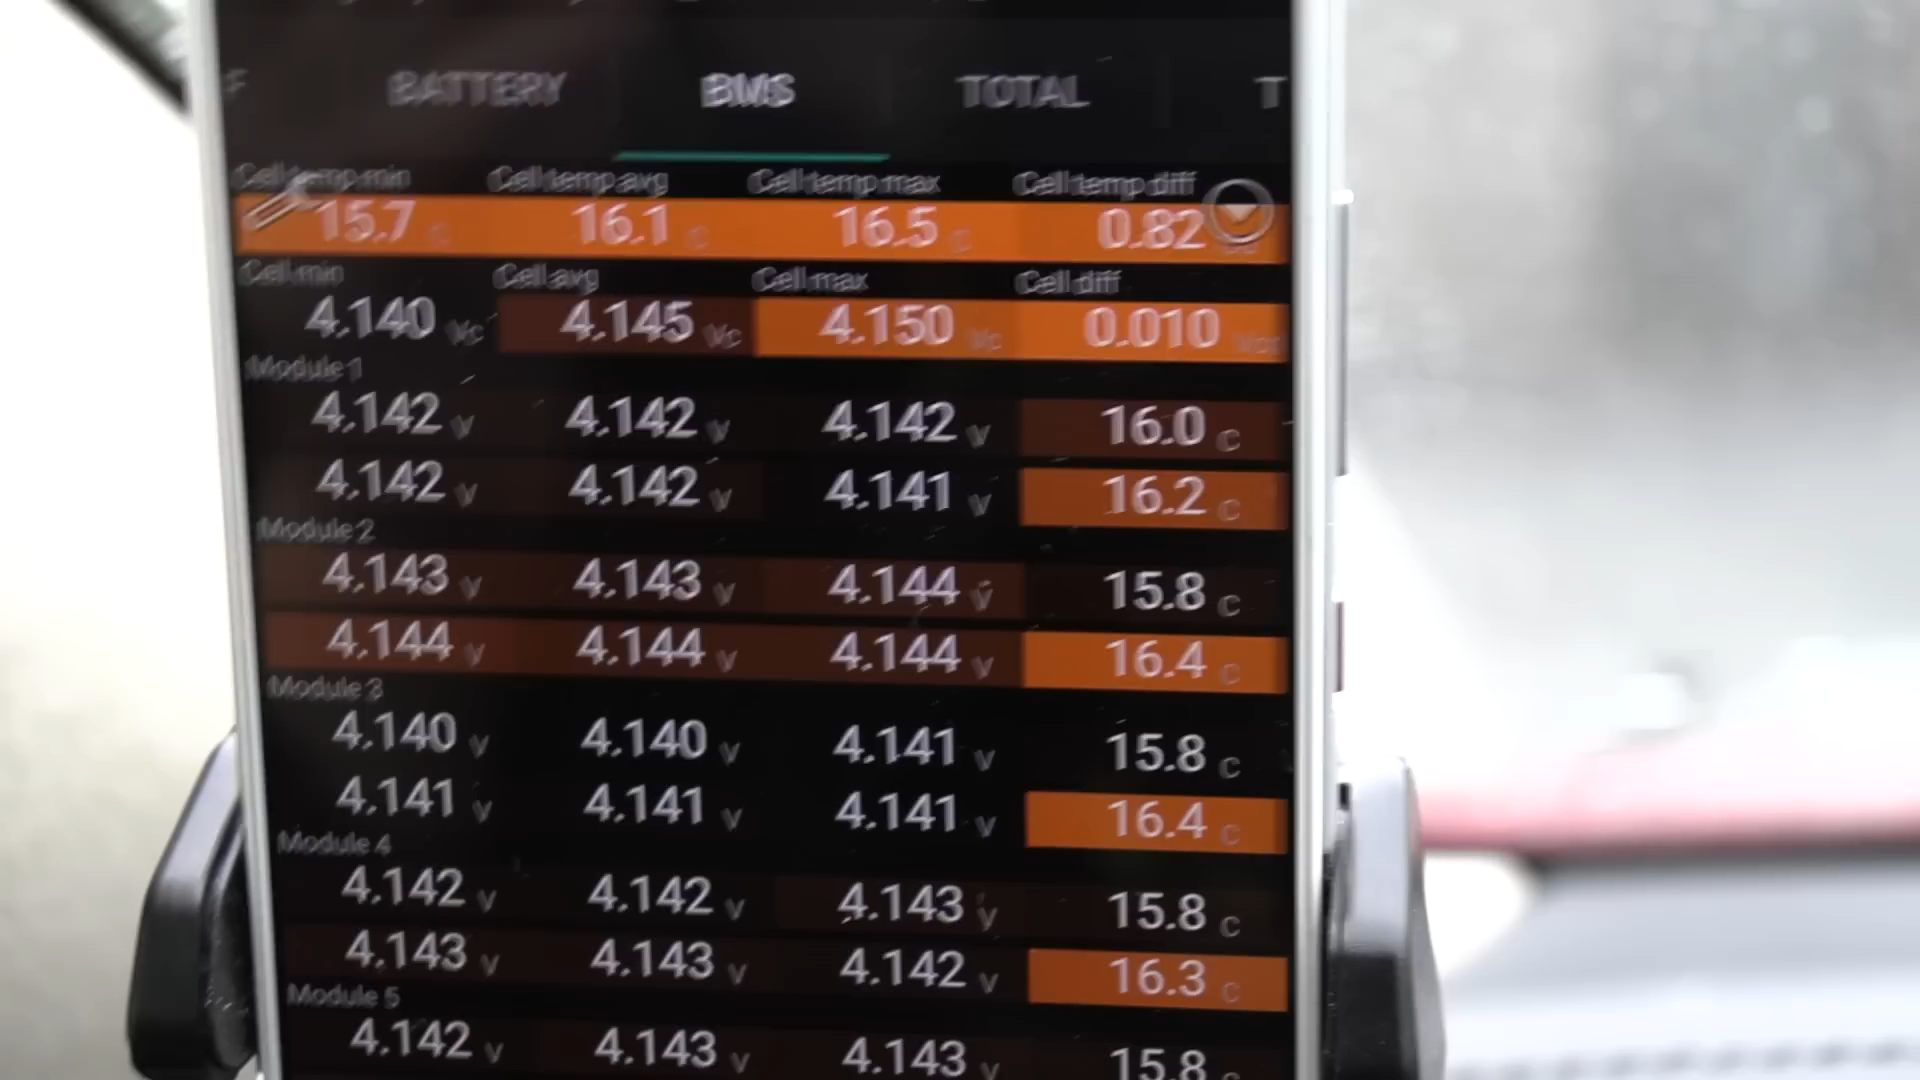 F BATTERY BMS TOTAL T
Cell temp min Cell temp avg Cell temp max Cell temp diff
15.7 C 16.1 C 16.5 C 0.82
Cell min Cell avg Cell max Cell diff
4.140 Vc 4.145 Vc 4.150 Vc 0.010
Module 1
4.142 V 4.142 V 4.142 V 16.0 C
4.142 V 4.142 V 4.141 V 16.2 C
Module 2
4.143 V 4.143 V 4.144 V 15.8 C
4.144 V 4.144 V 4.144 V 16.4 C
Module 3
4.140 V 4.140 V 4.141 V 15.8 C
4.141 V 4.141 V 4.141 V 16.4 C
Module 4
4.142 V 4.142 V 4.143 V 15.8 C
4.143 V 4.143 V 4.142 V 16.3 C
Module 5
4.142 V 4.143 V 4.143 V 15.8 C